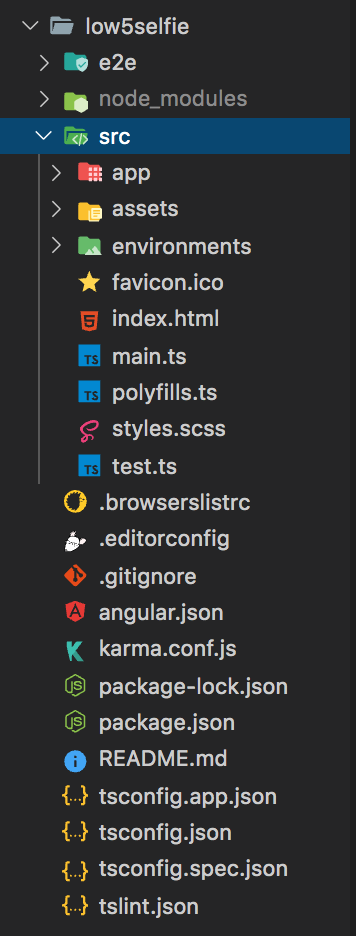 low5selfie
e2e
node_modules
src
app
assets
environments
favicon.ico
index.html
main.ts
polyfills.ts
styles.scss
test.ts
.browserslistrc
.editorconfig
.gitignore
angular.json
karma.conf.js
package-lock.json
package.json
README.md
tsconfig.app.json
tsconfig.json
tsconfig.spec.json
tslint.json